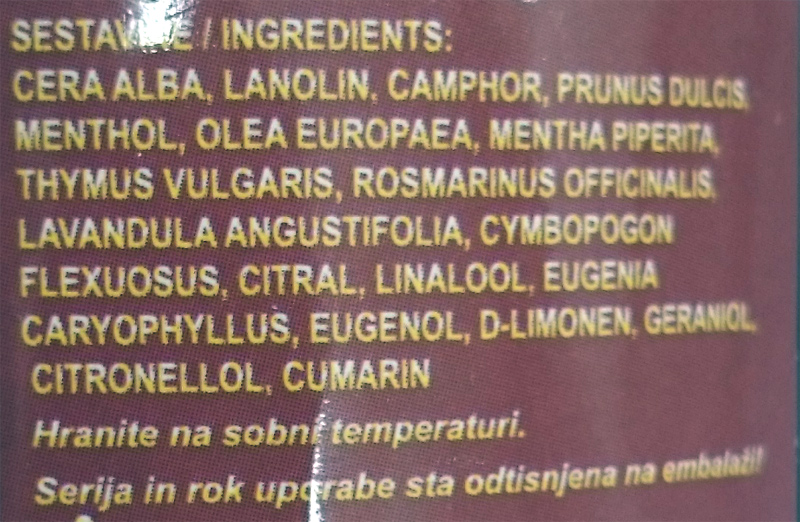 SESTAVINE / INGREDIENTS:
CERA ALBA, LANOLIN, CAMPHOR, PRUNUS DULCIS,
MENTHOL, OLEA EUROPAEA, MENTHA PIPERITA,
THYMUS VULGARIS, ROSMARINUS OFFICINALIS,
LAVANDULA ANGUSTIFOLIA, CYMBOPOGON
FLEXUOSUS, CITRAL, LINALOOL, EUGENIA
CARYOPHYLLUS, EUGENOL, D-LIMONEN, GERANIOL,
CITRONELLOL, CUMARIN
Hranite na sobni temperaturi.
Serija in rok uporabe sta odtisnjena na embalaži!